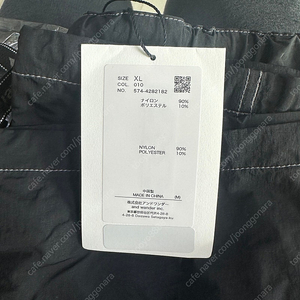 SIZE XL
COL. 010
NO. 574-4282182
ナイロン 90%
ポリエステル 10%
NYLON 90%
POLYESTER 10%
中国製
MADE IN CHINA (M)
株式会社アンドワンダー
and wander inc.
cafe.naver.com/joonggonara